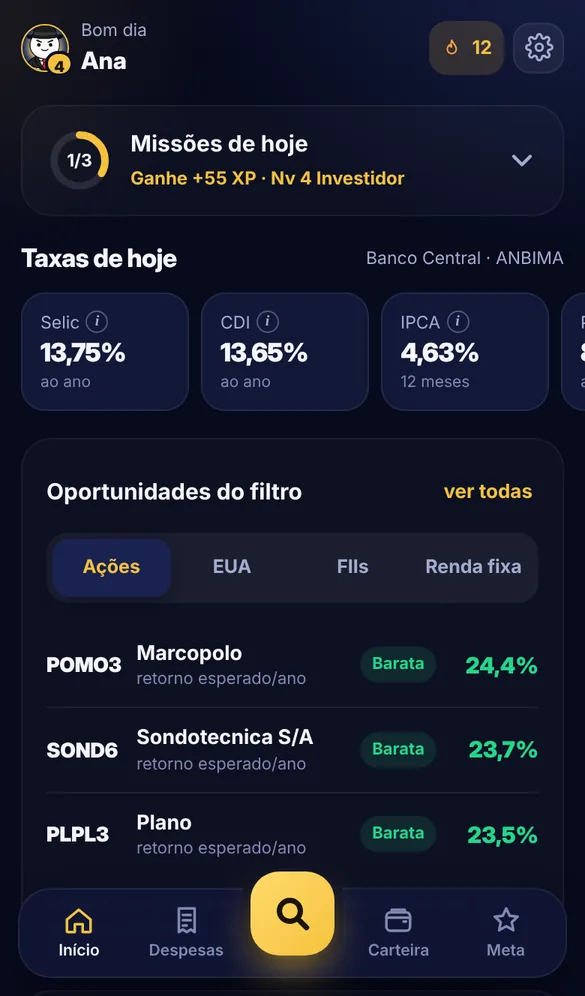 Bom dia
Ana
4
12
1/3
Missões de hoje
Ganhe +55 XP · Nv 4 Investidor
Taxas de hoje
Banco Central · ANBIMA
Selic i
13,75%
ao ano
CDI i
13,65%
ao ano
IPCA i
4,63%
12 meses
Oportunidades do filtro
ver todas
Ações
EUA
FIIs
Renda fixa
POMO3
Marcopolo
retorno esperado/ano
Barata
24,4%
SOND6
Sondotecnica S/A
retorno esperado/ano
Barata
23,7%
PLPL3
Plano
retorno esperado/ano
Barata
23,5%
Início
Despesas
Carteira
Meta